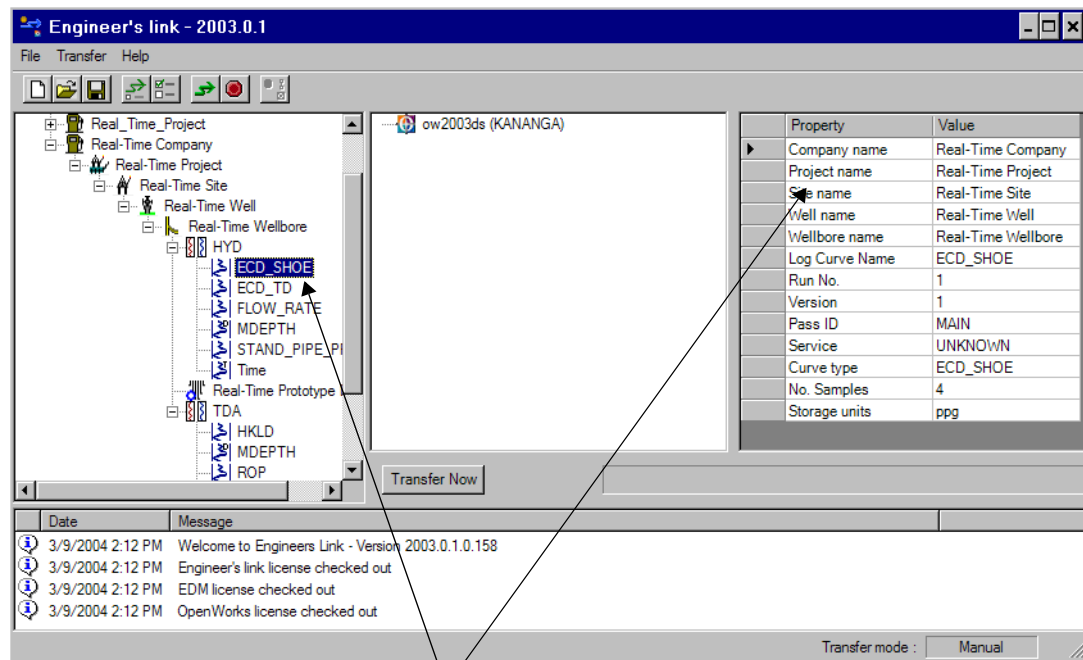 Engineer's link - 2003.0.1
File Transfer Help
Real_Time_Project
Real-Time Company
Real-Time Project
Real-Time Site
Real-Time Well
Real-Time Wellbore
HYD
ECD_SHOE
ECD_TD
FLOW_RATE
MDEPTH
STAND_PIPE_
Time
Real-Time Prototype
TDA
HKLD
MDEPTH
ROP
ow2003ds (KANANGA)
Transfer Now
Property Value
Company name Real-Time Company
Project name Real-Time Project
Site name Real-Time Site
Well name Real-Time Well
Wellbore name Real-Time Wellbore
Log Curve Name ECD_SHOE
Run No. 1
Version 1
Pass ID MAIN
Service UNKNOWN
Curve type ECD_SHOE
No. Samples 4
Storage units ppg
Date Message
3/9/2004 2:12 PM Welcome to Engineers Link - Version 2003.0.1.0.158
3/9/2004 2:12 PM Engineer's link license checked out
3/9/2004 2:12 PM EDM license checked out
3/9/2004 2:12 PM OpenWorks license checked out
Transfer mode : Manual